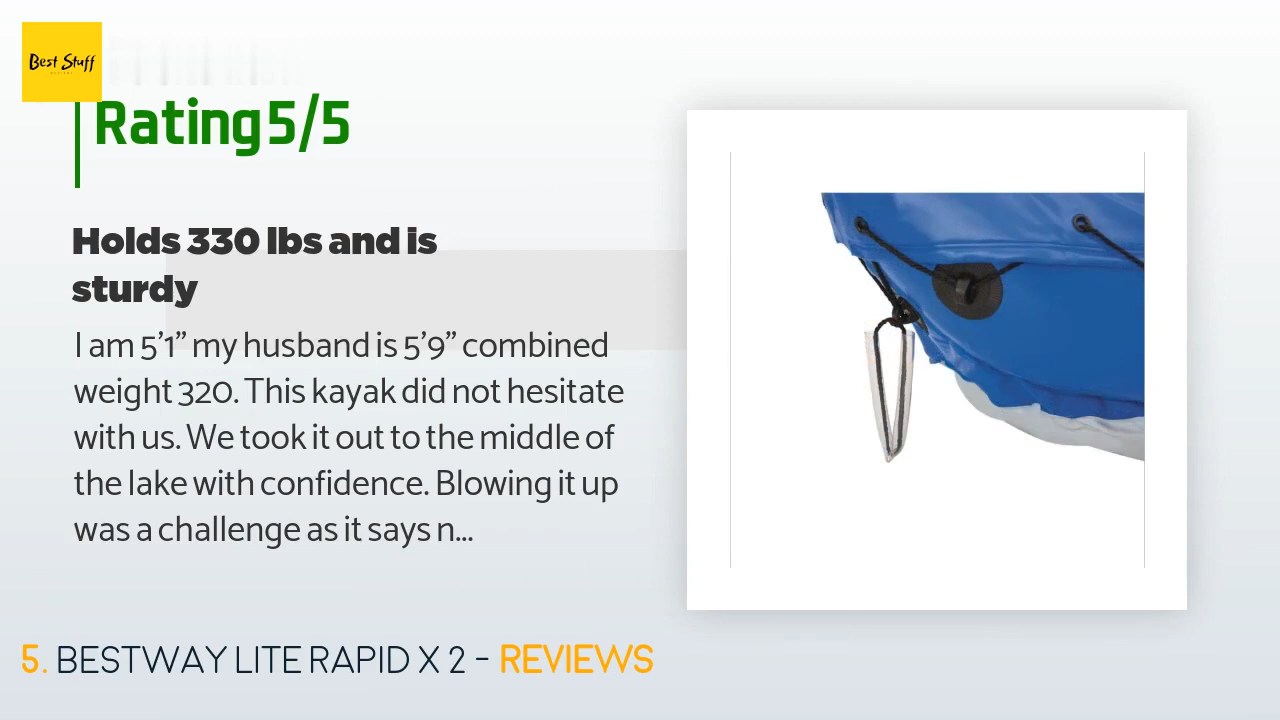 Best Stuff
Rating 5/5
Holds 330 lbs and is
sturdy
I am 5’1” my husband is 5’9” combined
weight 320. This kayak did not hesitate
with us. We took it out to the middle of
the lake with confidence. Blowing it up
was a challenge as it says n...
5. BESTWAY LITE RAPID X 2 - REVIEWS